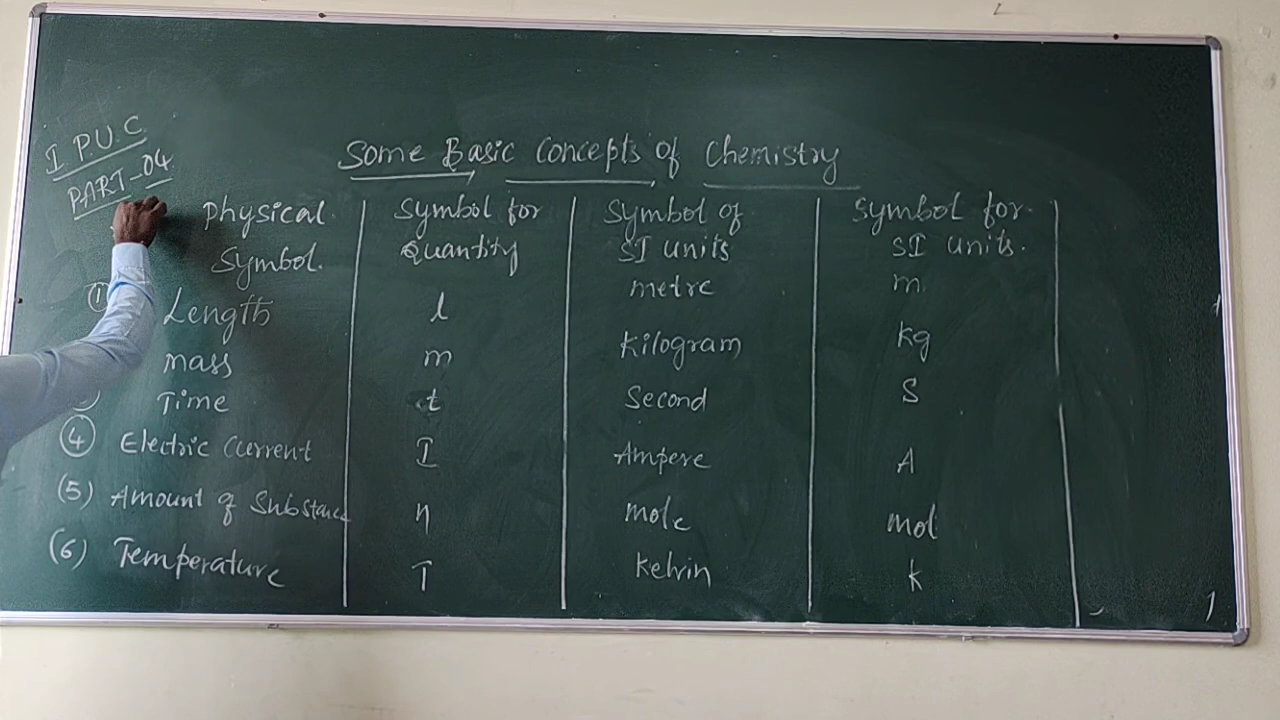 I P.U.C
PART-04
Some Basic Concepts of Chemistry
Physical Symbol for Symbol of Symbol for
Symbol. Quantity SI units SI units.
① Length l metre m
mass m Kilogram kg
Time t Second S
④ Electric Current I Ampere A
(5) Amount of Substance n mole mol
(6) Temperature T Kelvin k